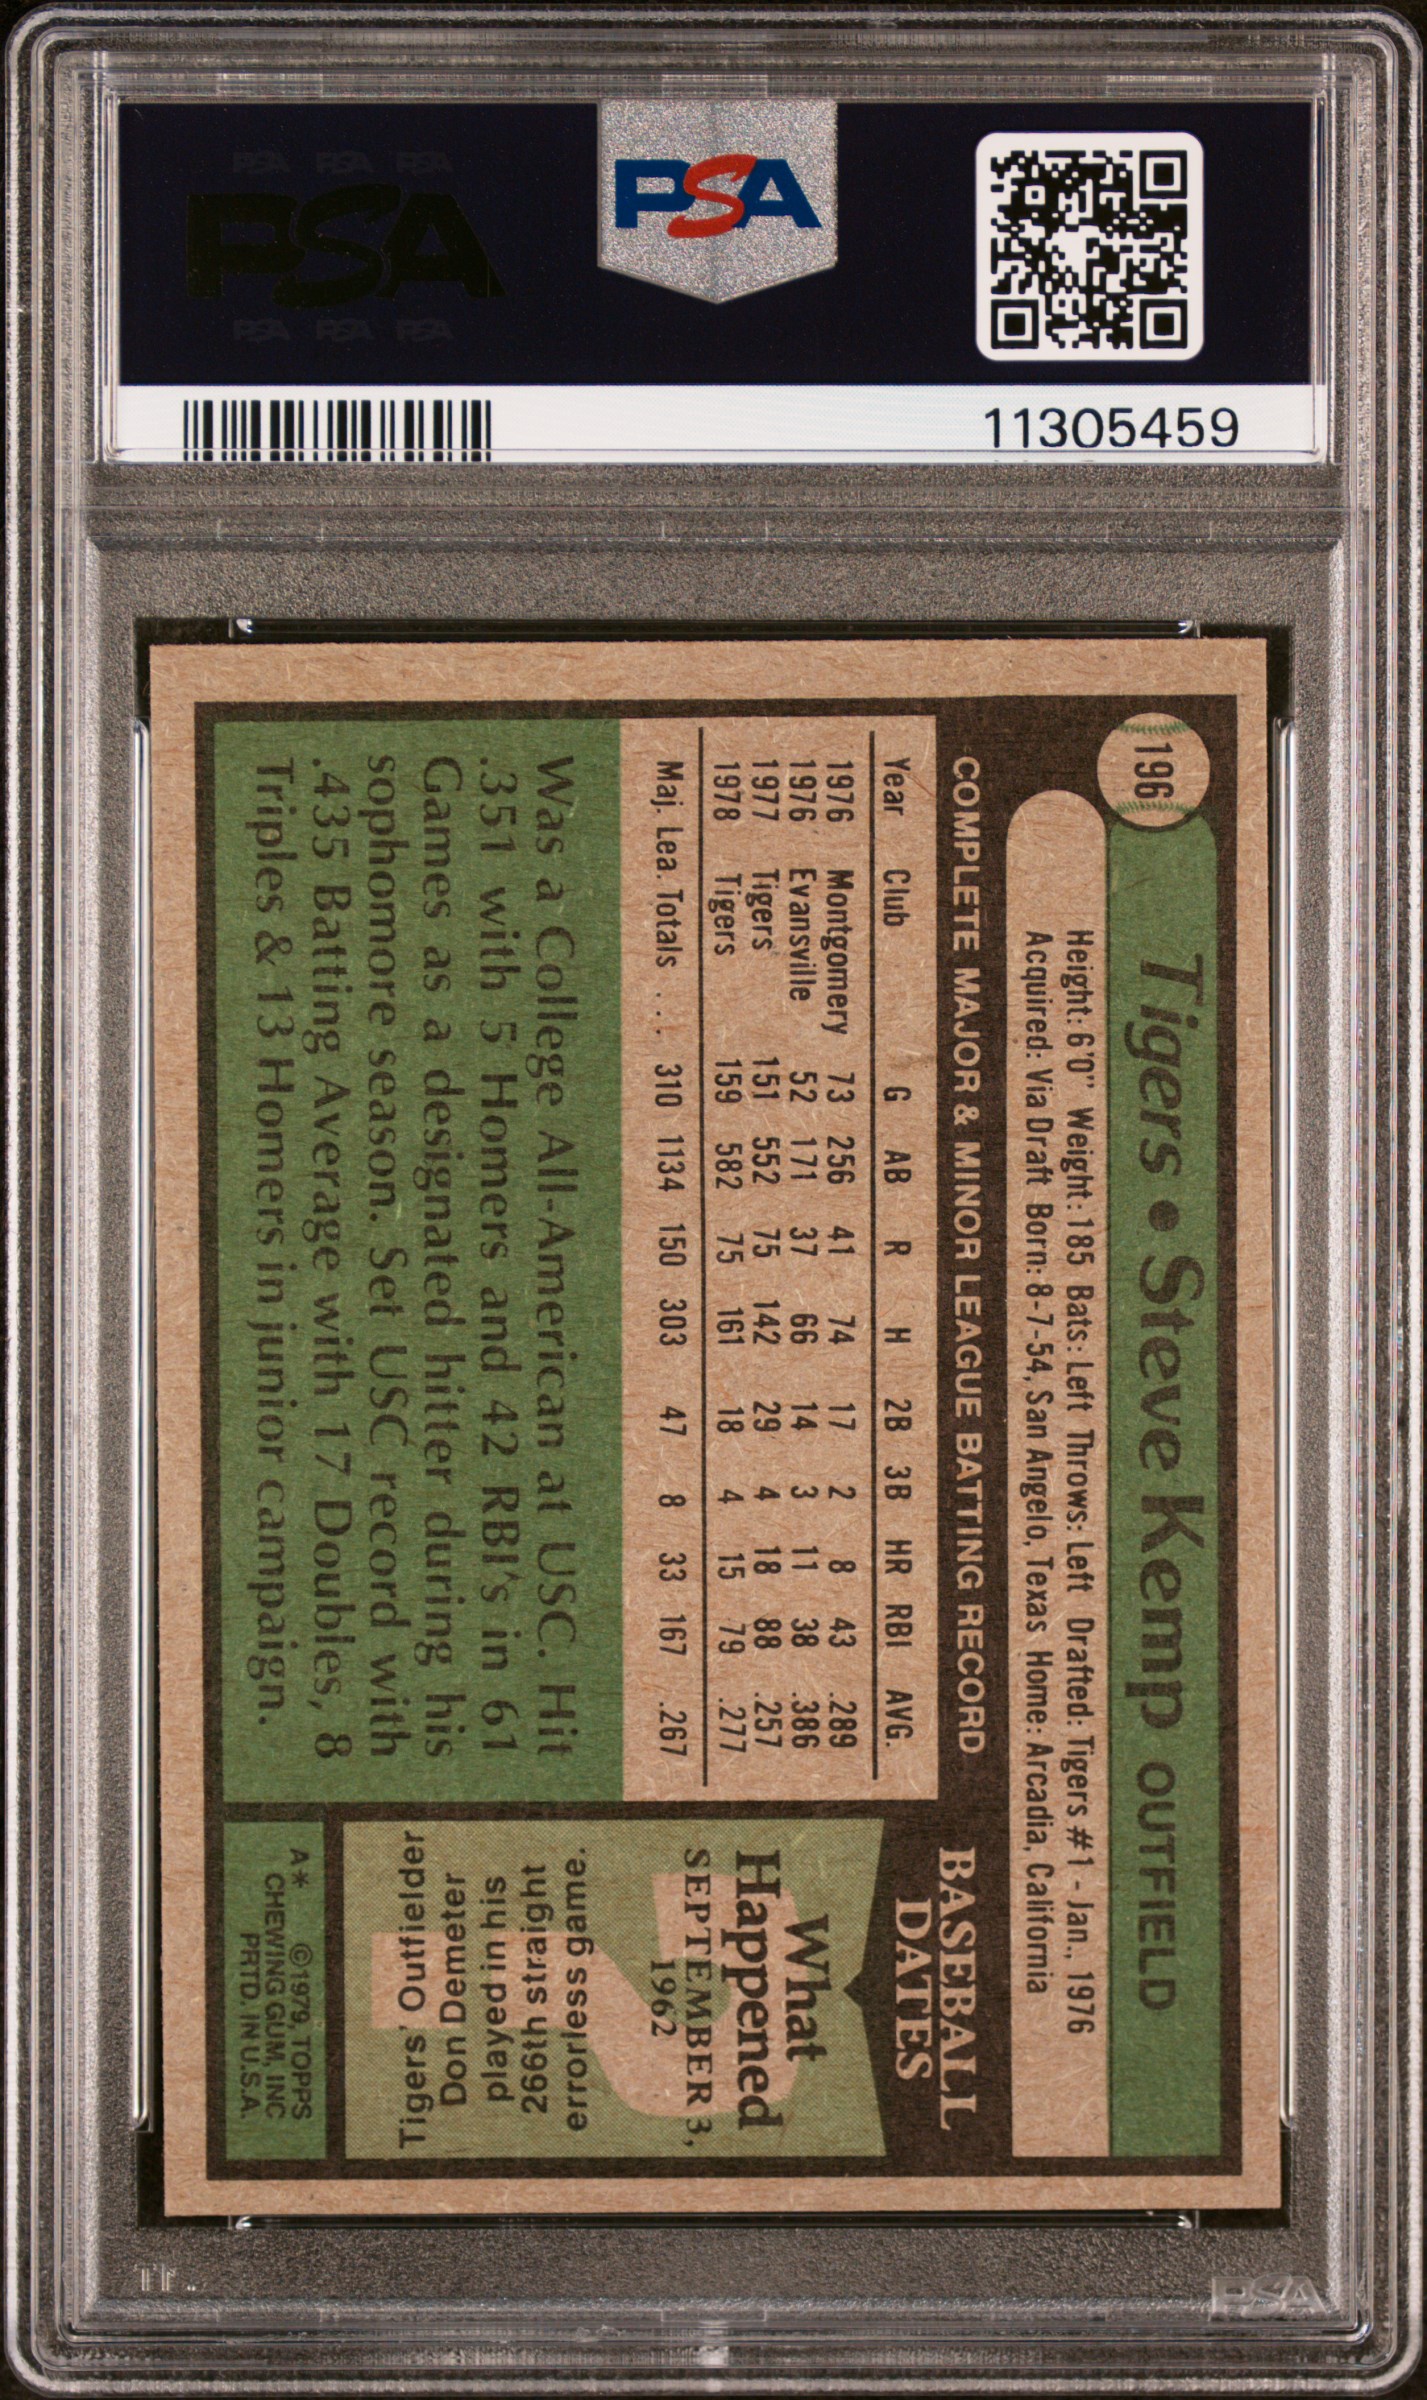 PSA PSA PSA
PSA
PSA PSA PSA
PSA
11305459
196
Tigers • Steve Kemp OUTFIELD
Height: 6'0" Weight: 185 Bats: Left Throws: Left Drafted: Tigers #1 - Jan., 1976
Acquired: Via Draft Born: 8-7-54, San Angelo, Texas Home: Arcadia, California
COMPLETE MAJOR & MINOR LEAGUE BATTING RECORD
Year Club G AB R H 2B 3B HR RBI AVG.
1976 Montgomery 73 256 41 74 17 2 8 43 .289
1976 Evansville 52 171 37 66 14 3 11 38 .386
1977 Tigers 151 552 75 142 29 4 18 88 .257
1978 Tigers 159 582 75 161 18 4 15 79 .277
Maj. Lea. Totals . . . 310 1134 150 303 47 8 33 167 .267
Was a College All-American at USC. Hit
.351 with 5 Homers and 42 RBI's in 61
Games as a designated hitter during his
sophomore season. Set USC record with
.435 Batting Average with 17 Doubles, 8
Triples & 13 Homers in junior campaign.
BASEBALL
DATES
What
Happened
SEPTEMBER 3,
1962
Tigers' Outfielder
Don Demeter
played in his
266th straight
errorless game.
A* ©1979, TOPPS
CHEWING GUM, INC
PRTD. IN U.S.A.
PSA